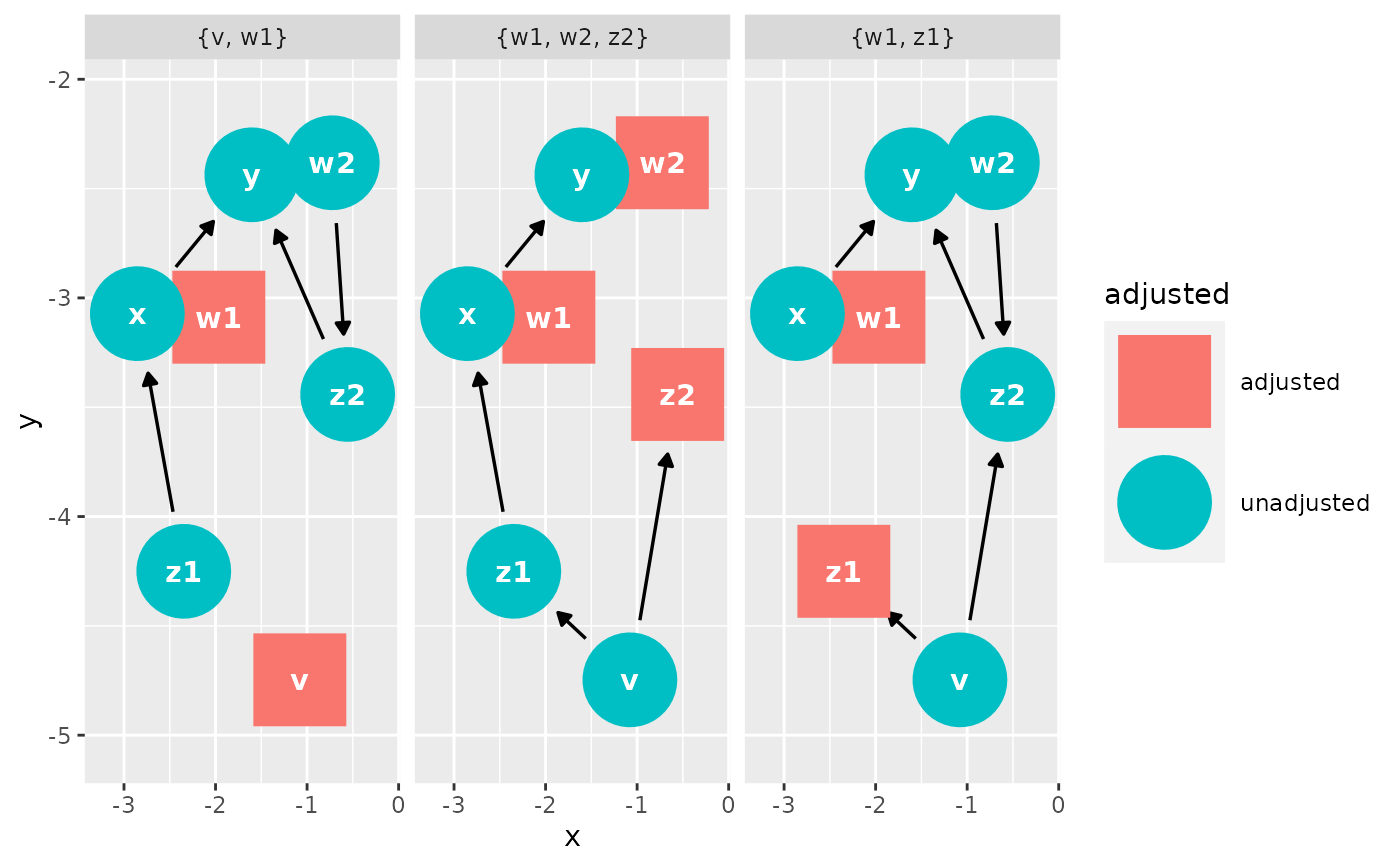 {v, w1} {w1, w2, z2} {w1, z1}
-2
y w2 y w2 y w2
-3
x w1 x w1 x w1
z2 z2 z2
-4
z1 z1 z1
v v v
-5
-3 -2 -1 0 -3 -2 -1 0 -3 -2 -1 0
x
y
adjusted
adjusted
unadjusted